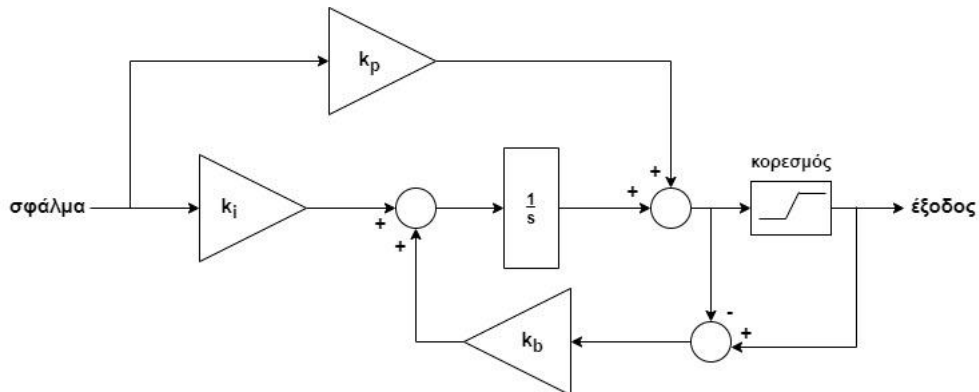 k_p
κορεσμός
σφάλμα
k_i
+
+
1/s
+
+
έξοδος
k_b
-
+